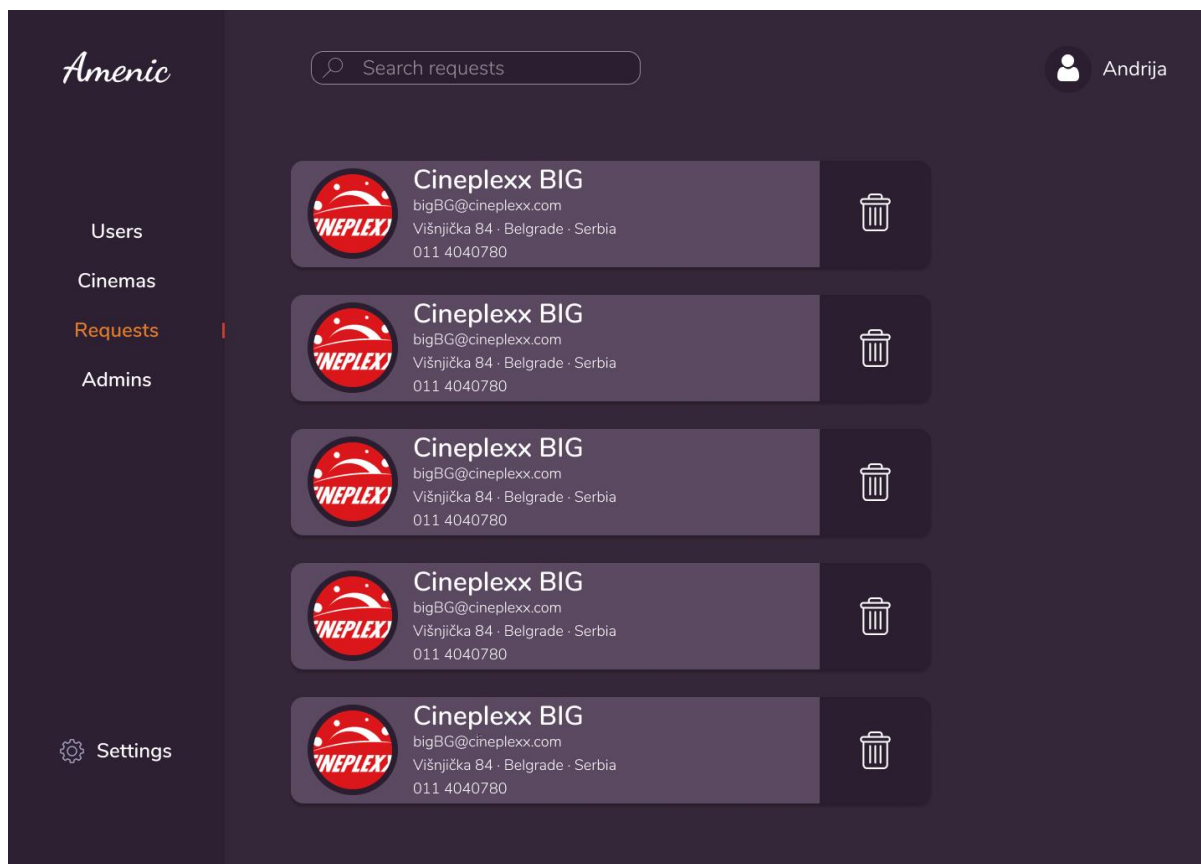 Amenic
Search requests
Andrija
Users
Cinemas
Requests
Admins
Settings
Cineplexx BIG
bigBG@cineplexx.com
Višnjička 84 · Belgrade · Serbia
011 4040780
Cineplexx BIG
bigBG@cineplexx.com
Višnjička 84 · Belgrade · Serbia
011 4040780
Cineplexx BIG
bigBG@cineplexx.com
Višnjička 84 · Belgrade · Serbia
011 4040780
Cineplexx BIG
bigBG@cineplexx.com
Višnjička 84 · Belgrade · Serbia
011 4040780
Cineplexx BIG
bigBG@cineplexx.com
Višnjička 84 · Belgrade · Serbia
011 4040780